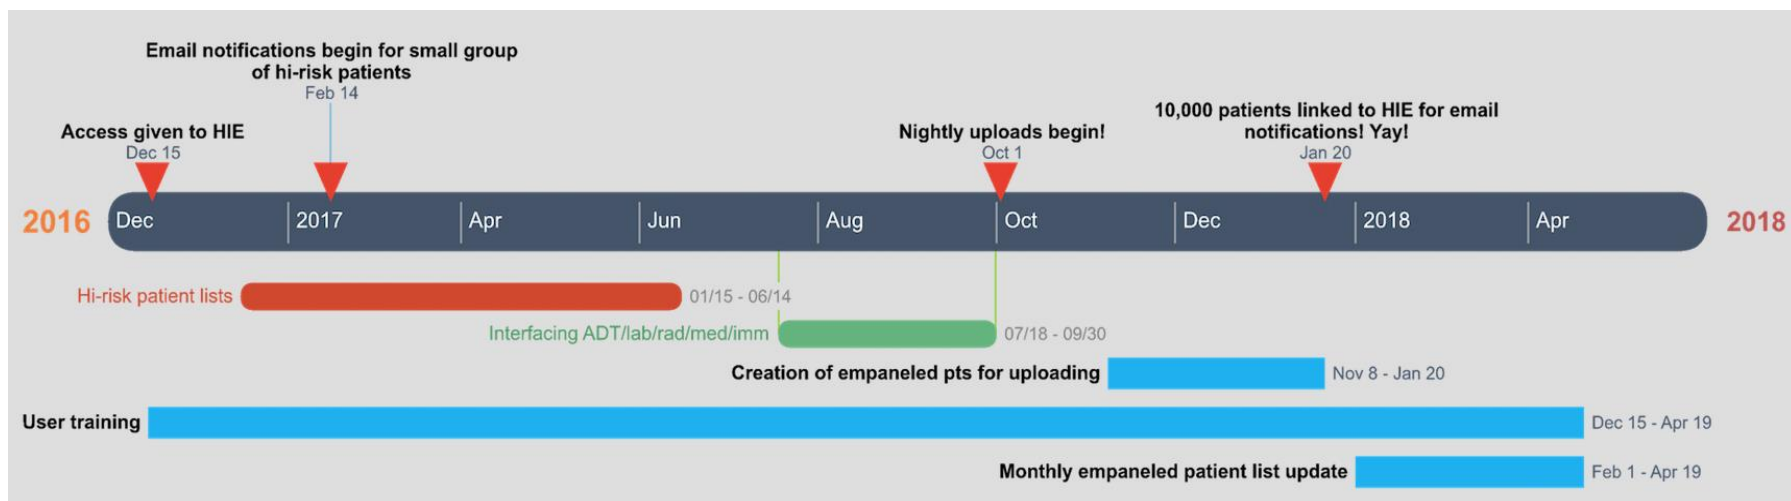 Email notifications begin for small group
of hi-risk patients
Feb 14
Access given to HIE
Dec 15
Nightly uploads begin!
Oct 1
10,000 patients linked to HIE for email
notifications! Yay!
Jan 20
2016 Dec 2017 Apr Jun Aug Oct Dec 2018 Apr 2018
Hi-risk patient lists 01/15 - 06/14
Interfacing ADT/lab/rad/med/imm 07/18 - 09/30
Creation of empaneled pts for uploading Nov 8 - Jan 20
User training Dec 15 - Apr 19
Monthly empaneled patient list update Feb 1 - Apr 19